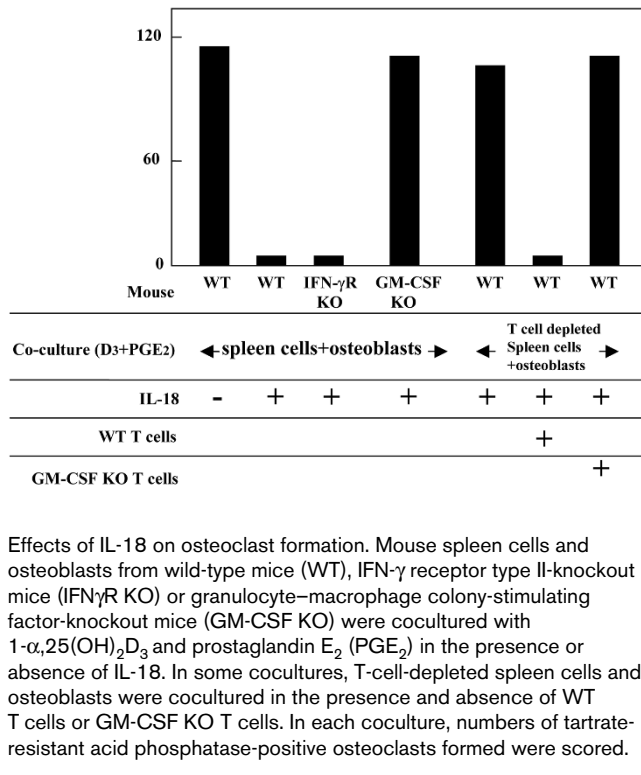 120
60
0
Mouse WT WT IFN-γR KO GM-CSF KO WT WT WT
Co-culture (D3+PGE2) spleen cells+osteoblasts T cell depleted Spleen cells +osteoblasts
IL-18 - + + + + + +
WT T cells +
GM-CSF KO T cells +
Effects of IL-18 on osteoclast formation. Mouse spleen cells and
osteoblasts from wild-type mice (WT), IFN-γ receptor type II-knockout
mice (IFNγR KO) or granulocyte–macrophage colony-stimulating
factor-knockout mice (GM-CSF KO) were cocultured with
1-α,25(OH)2D3 and prostaglandin E2 (PGE2) in the presence or
absence of IL-18. In some cocultures, T-cell-depleted spleen cells and
osteoblasts were cocultured in the presence and absence of WT
T cells or GM-CSF KO T cells. In each coculture, numbers of tartrate-
resistant acid phosphatase-positive osteoclasts formed were scored.